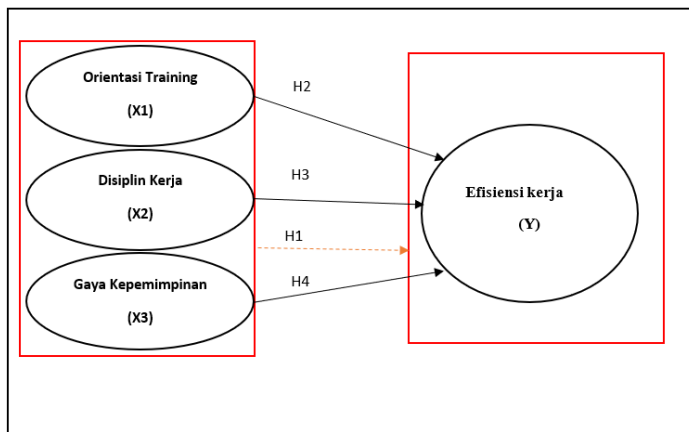 Orientasi Training
(X1)
H2
Disiplin Kerja
(X2)
H3
Efisiensi kerja
(Y)
H1
Gaya Kepemimpinan
(X3)
H4